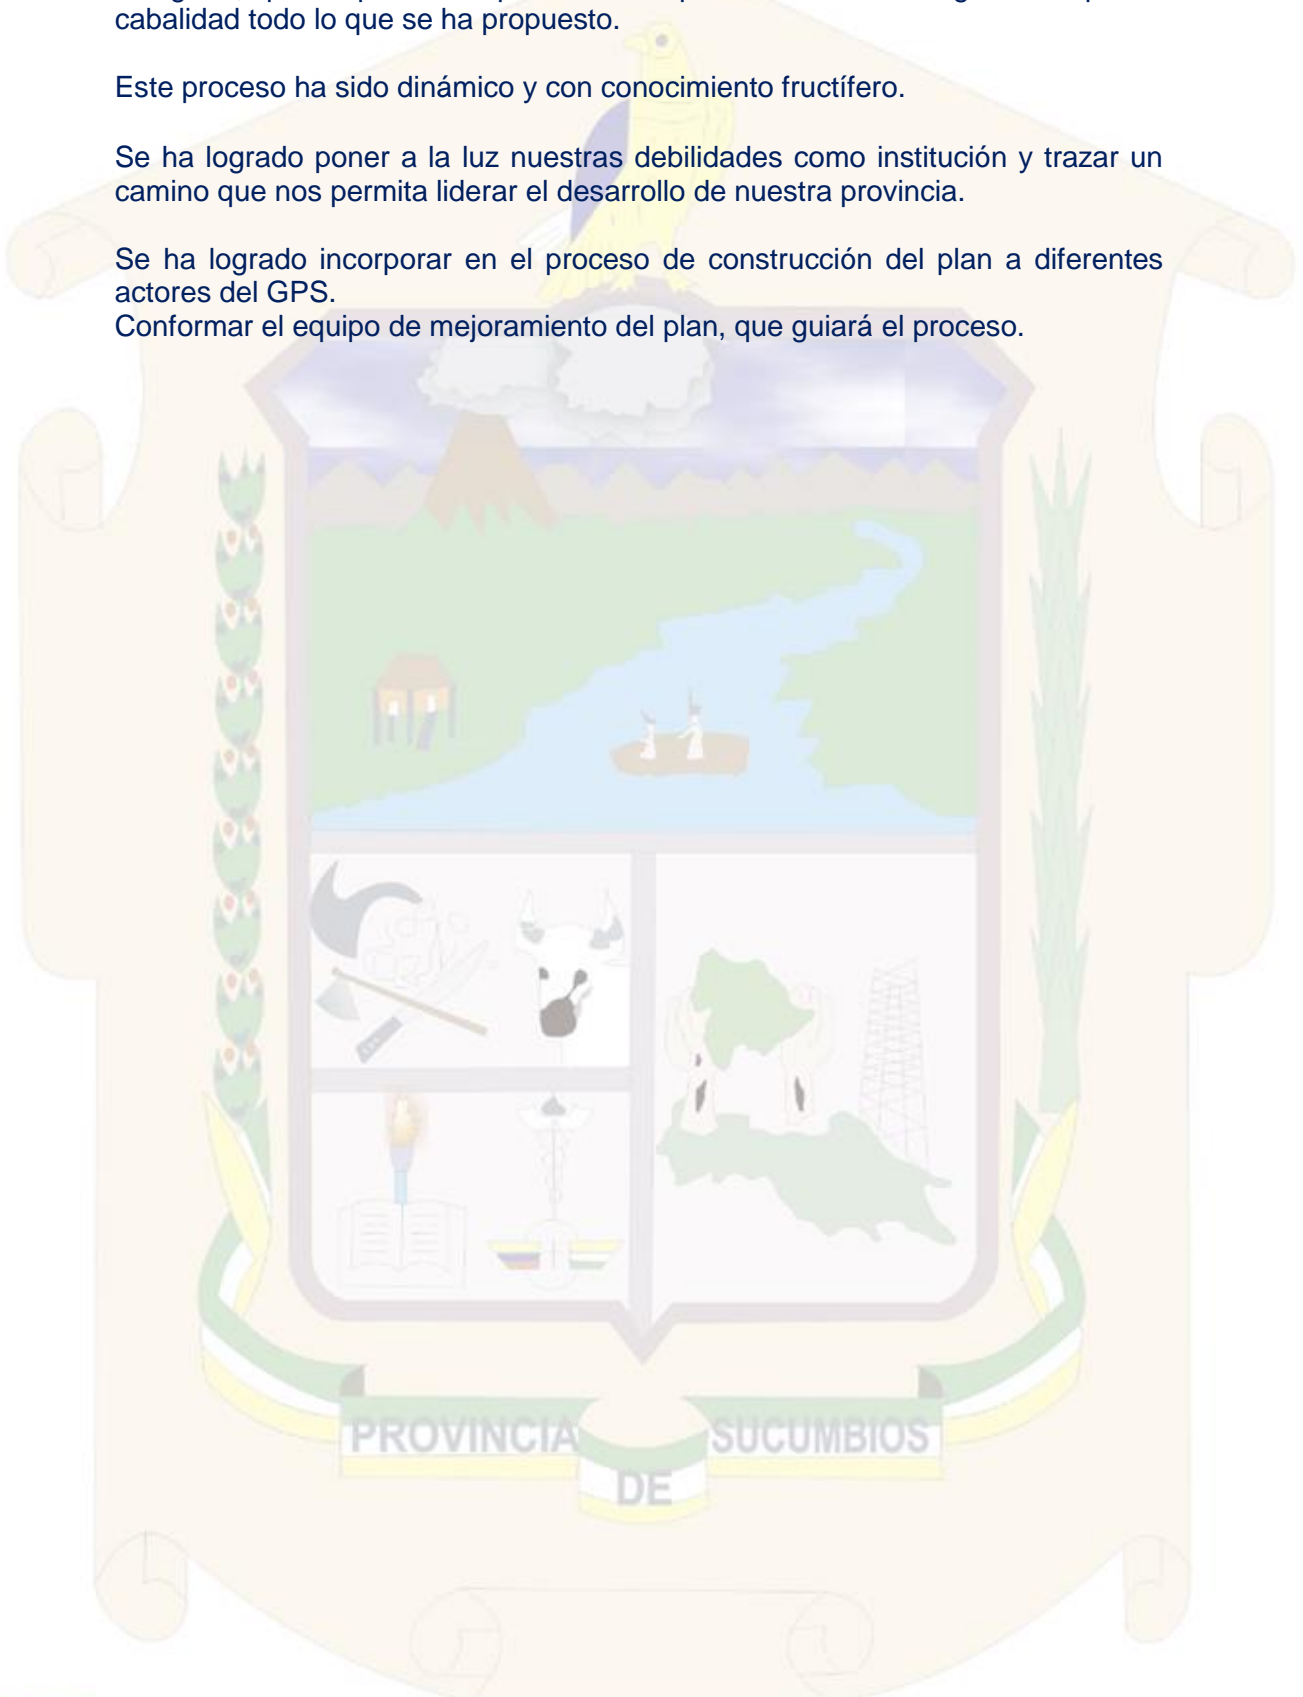 cabalidad todo lo que se ha propuesto.
Este proceso ha sido dinámico y con conocimiento fructífero.
Se ha logrado poner a la luz nuestras debilidades como institución y trazar un
camino que nos permita liderar el desarrollo de nuestra provincia.
Se ha logrado incorporar en el proceso de construcción del plan a diferentes
actores del GPS.
Conformar el equipo de mejoramiento del plan, que guiará el proceso.
PROVINCIA
DE
SUCUMBIOS